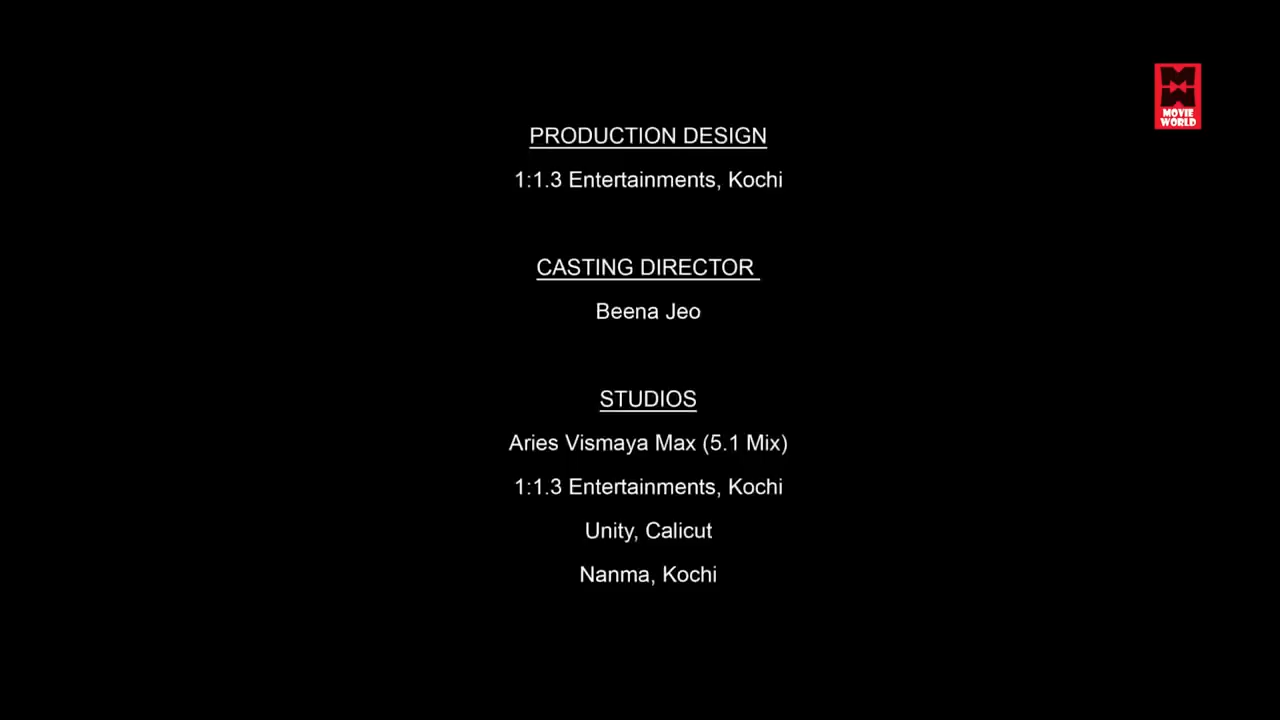 MOVIE
WORLD
PRODUCTION DESIGN
1:1.3 Entertainments, Kochi
CASTING DIRECTOR
Beena Jeo
STUDIOS
Aries Vismaya Max (5.1 Mix)
1:1.3 Entertainments, Kochi
Unity, Calicut
Nanma, Kochi